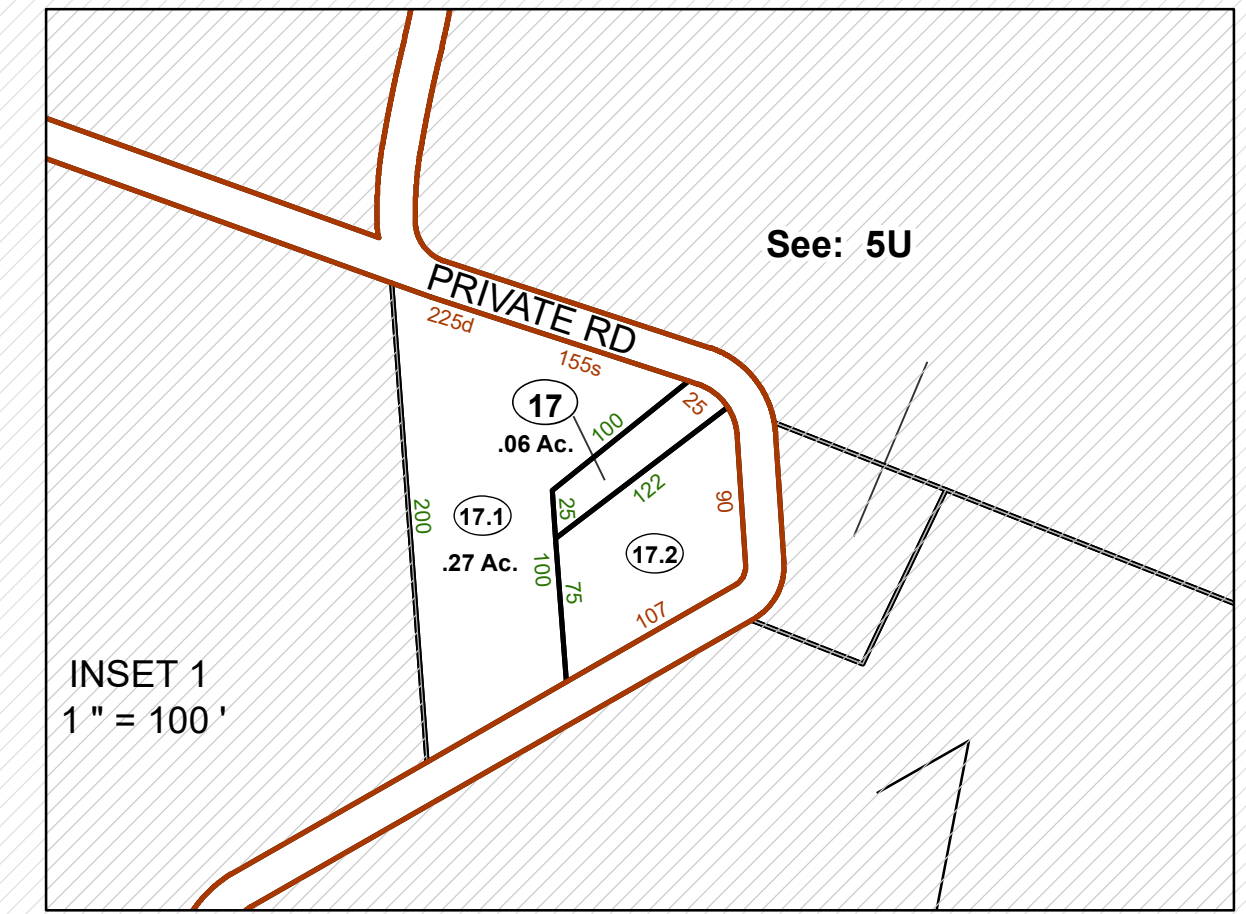 See: 5U
PRIVATE RD
225d
155s
17
.06 Ac.
100
25
122
25
200
17.1
.27 Ac.
90
17.2
100
75
107
INSET 1
1 " = 100 '